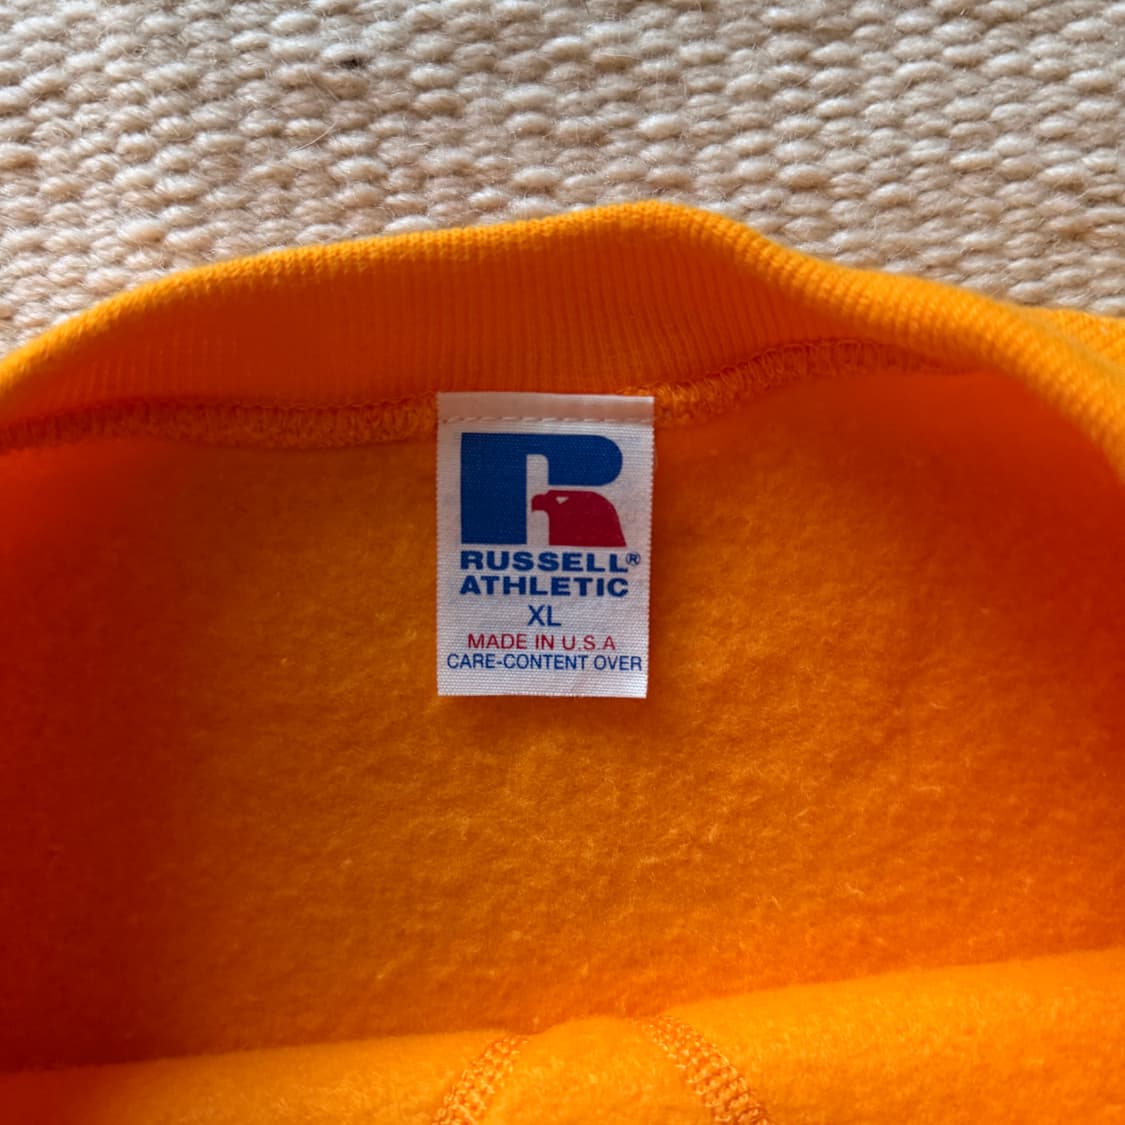 RUSSELL®
ATHLETIC
XL
MADE IN U.S.A
CARE-CONTENT OVER